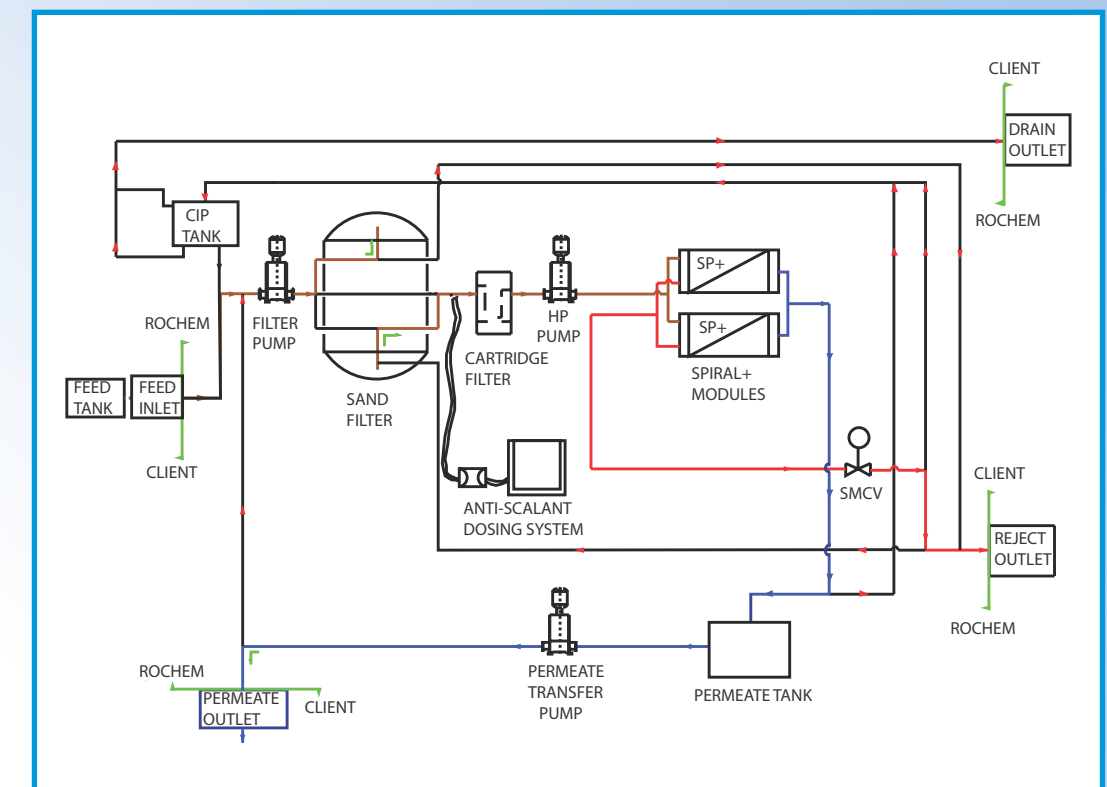 CLIENT
DRAIN
OUTLET
ROCHEM
CIP
TANK
ROCHEM
FILTER
PUMP
SAND
FILTER
CARTRIDGE
FILTER
HP
PUMP
SP+
SP+
SPIRAL+
MODULES
FEED
TANK
FEED
INLET
CLIENT
ANTI-SCALANT
DOSING SYSTEM
SMCV
CLIENT
REJECT
OUTLET
ROCHEM
ROCHEM
PERMEATE
OUTLET
CLIENT
PERMEATE
TRANSFER
PUMP
PERMEATE TANK